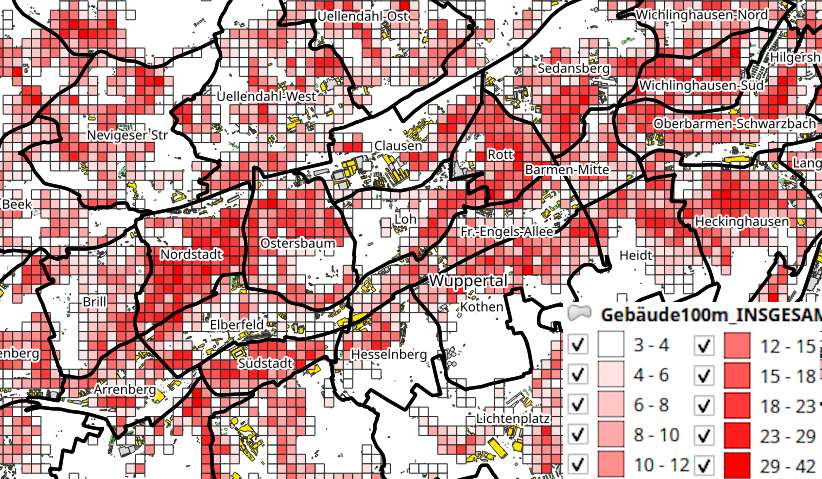 Uellendahl-Ost
Wichlinghausen-Nord
Hilgersh
Sedansberg
Wichlinghausen-Süd
Uellendahl-West
Oberbarmen-Schwarzbach
Nevigeser Str
Clausen
Rott
Lang
Barmen-Mitte
Beek
Loh
Heckinghausen
Fr.-Engels-Allee
Ostersbaum
Nordstadt
Heidt
Wuppertal
Brill
Kothen
Elberfeld
enberg
Hesselnberg
Südstadt
Arrenberg
Lichtenplatz
Gebäude100m_INSGESAM
3 - 4
12 - 15
4 - 6
15 - 18
6 - 8
18 - 23
8 - 10
23 - 29
10 - 12
29 - 42